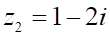 z₂ = 1 − 2i